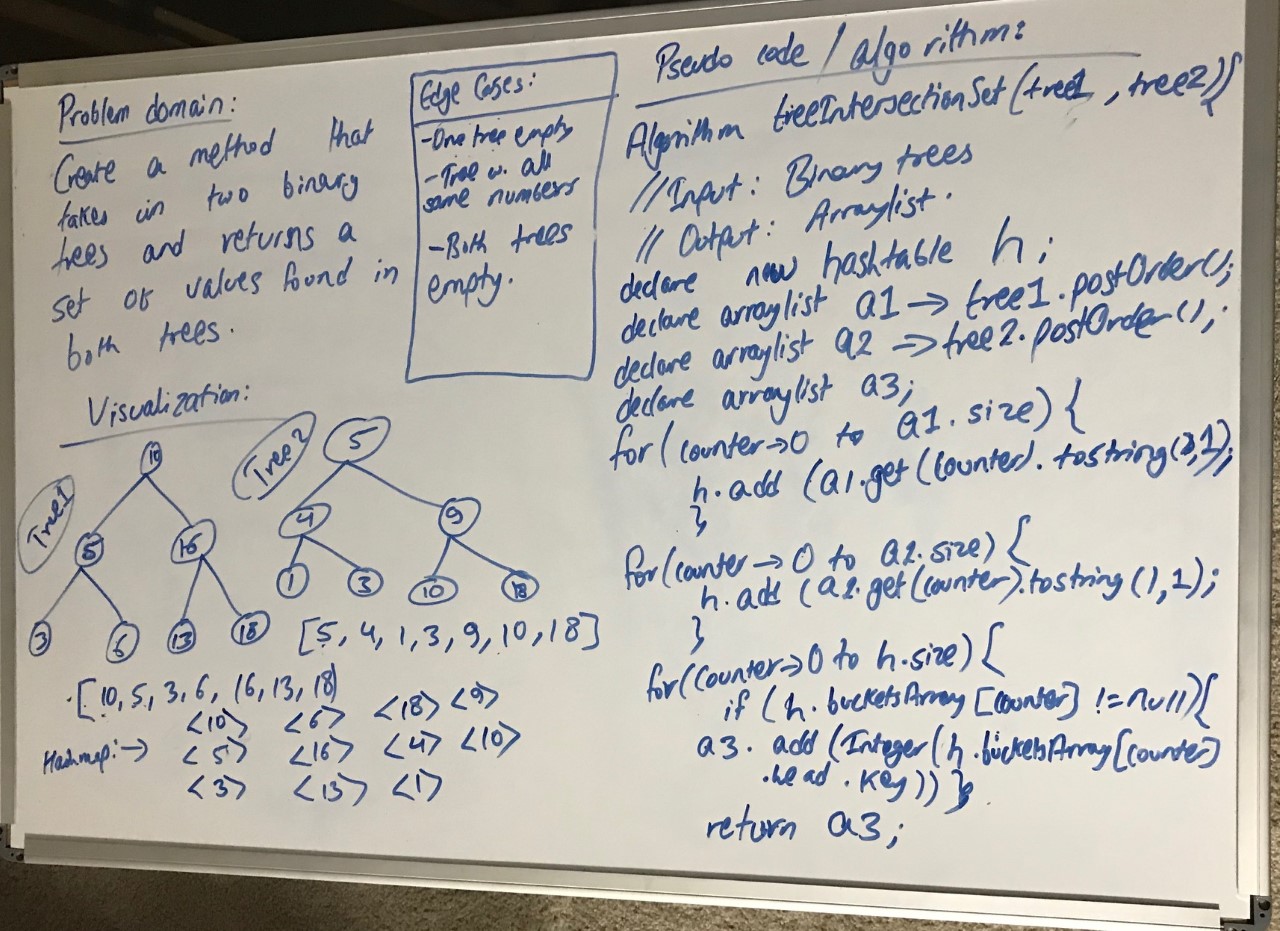 Problem domain:
Create a method that
takes in two binary
trees and returns a
set of values found in
both trees.
Edge Cases:
-One tree empty
-Tree w. all
same numbers
-Both trees
empty.
Visualization:
Tree1
10
5
16
3
6
13
18
Tree2
5
4
9
1
3
10
18
[5, 4, 1, 3, 9, 10, 18]
[10, 5, 3, 6, 16, 13, 18]
Hashmap:→
<10> <6> <18> <9>
<5> <16> <4> <10>
<3> <13> <1>
Pseudo code / algorithm:
Algorithm treeIntersectionSet(tree1, tree2){
//Input: Binary trees
// Output: Arraylist.
declare new hashtable h;
declare arraylist a1 → tree1.postOrder();
declare arraylist a2 → tree2.postOrder();
declare arraylist a3;
for(counter→0 to a1.size) {
h.add (a1.get(counter).tostring(),1);
}
for(counter→0 to a2.size) {
h.add (a2.get(counter).tostring(),1);
}
for(counter→0 to h.size) {
if (h.bucketsArray[counter] != null){
a3. add (Integer(h.bucketsArray[counter]
.head.key)) }
return a3;